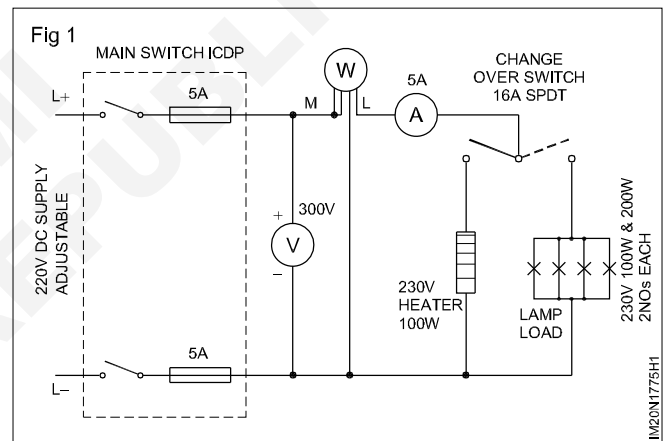 Fig 1
MAIN SWITCH ICDP
L+
5A
220V DC SUPPLY
ADJUSTABLE
L–
5A
M
W
L
5A
A
CHANGE
OVER SWITCH
16A SPDT
+
300V
V
–
230V
HEATER
100W
LAMP
LOAD
230V 100W & 200W
2NOs EACH
IM20N1775H1
REPUBLI